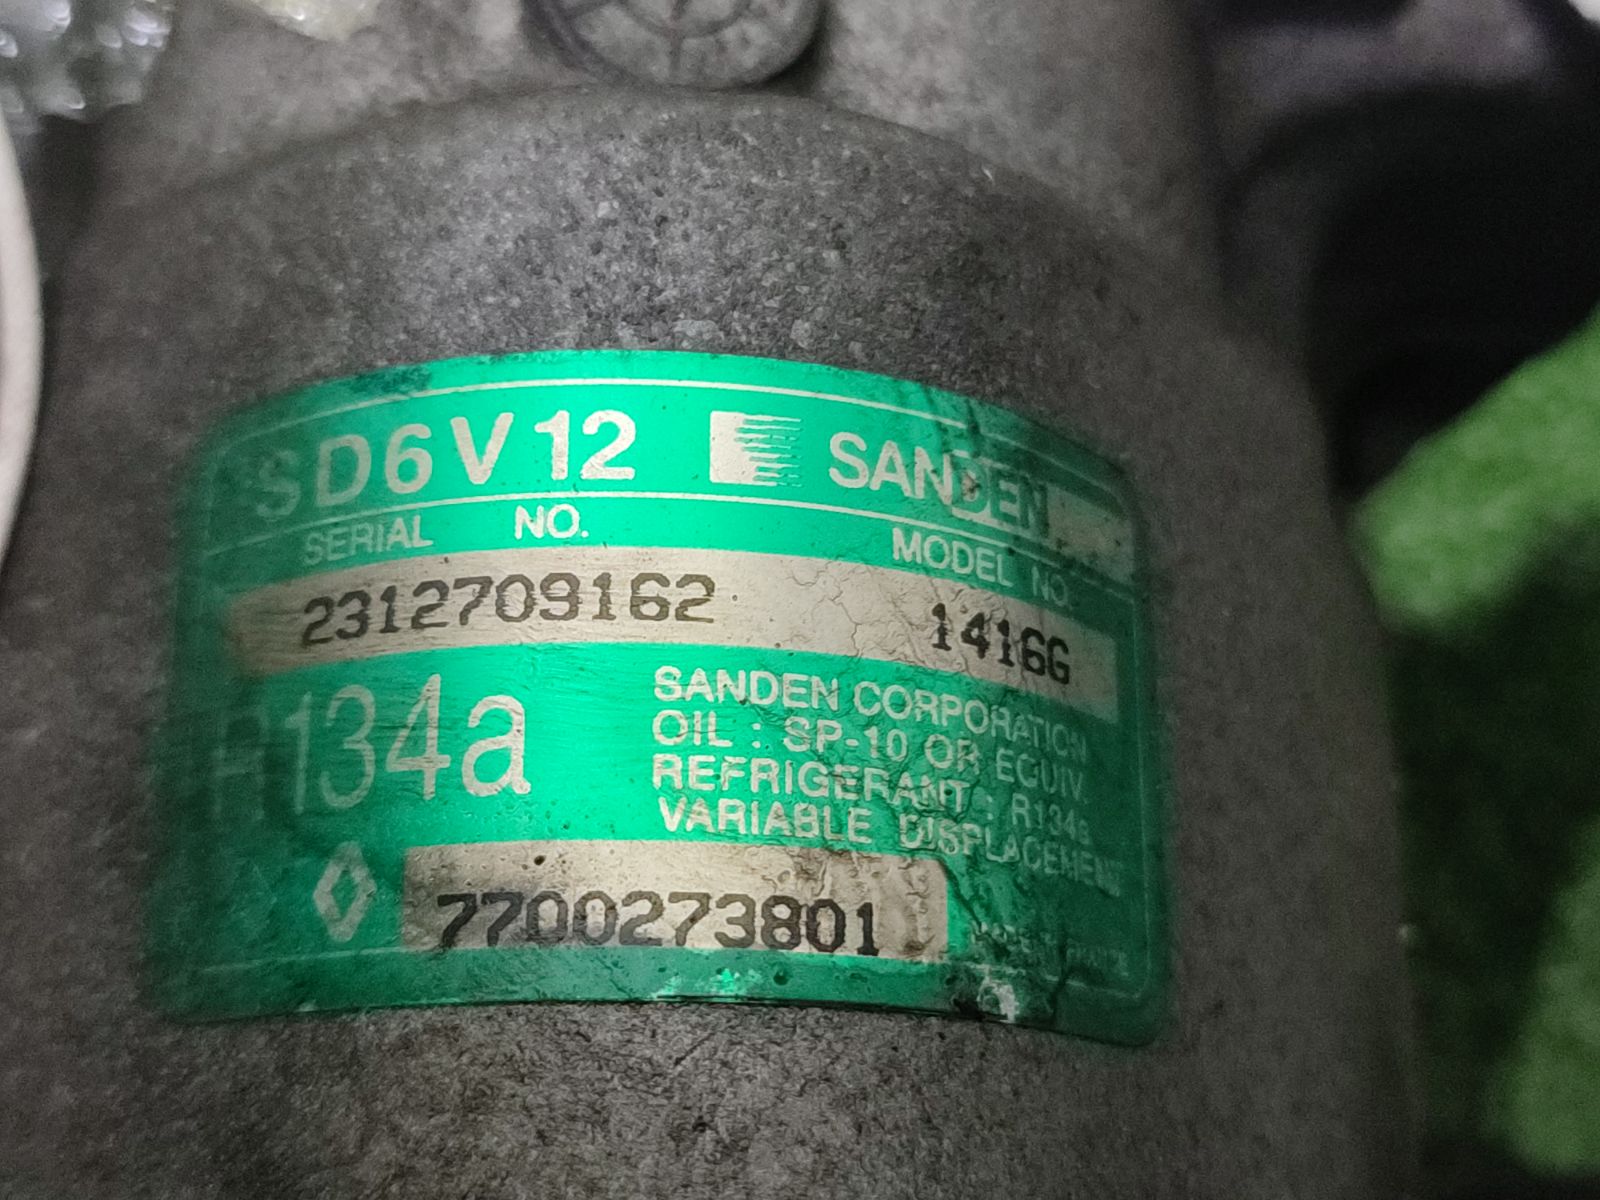 SD6V12 SANDEN
SERIAL NO. MODEL NO.
2312709162 1416G
R134a
SANDEN CORPORATION
OIL : SP-10 OR EQUIV.
REFRIGERANT : R134a
VARIABLE DISPLACEMENT
7700273801